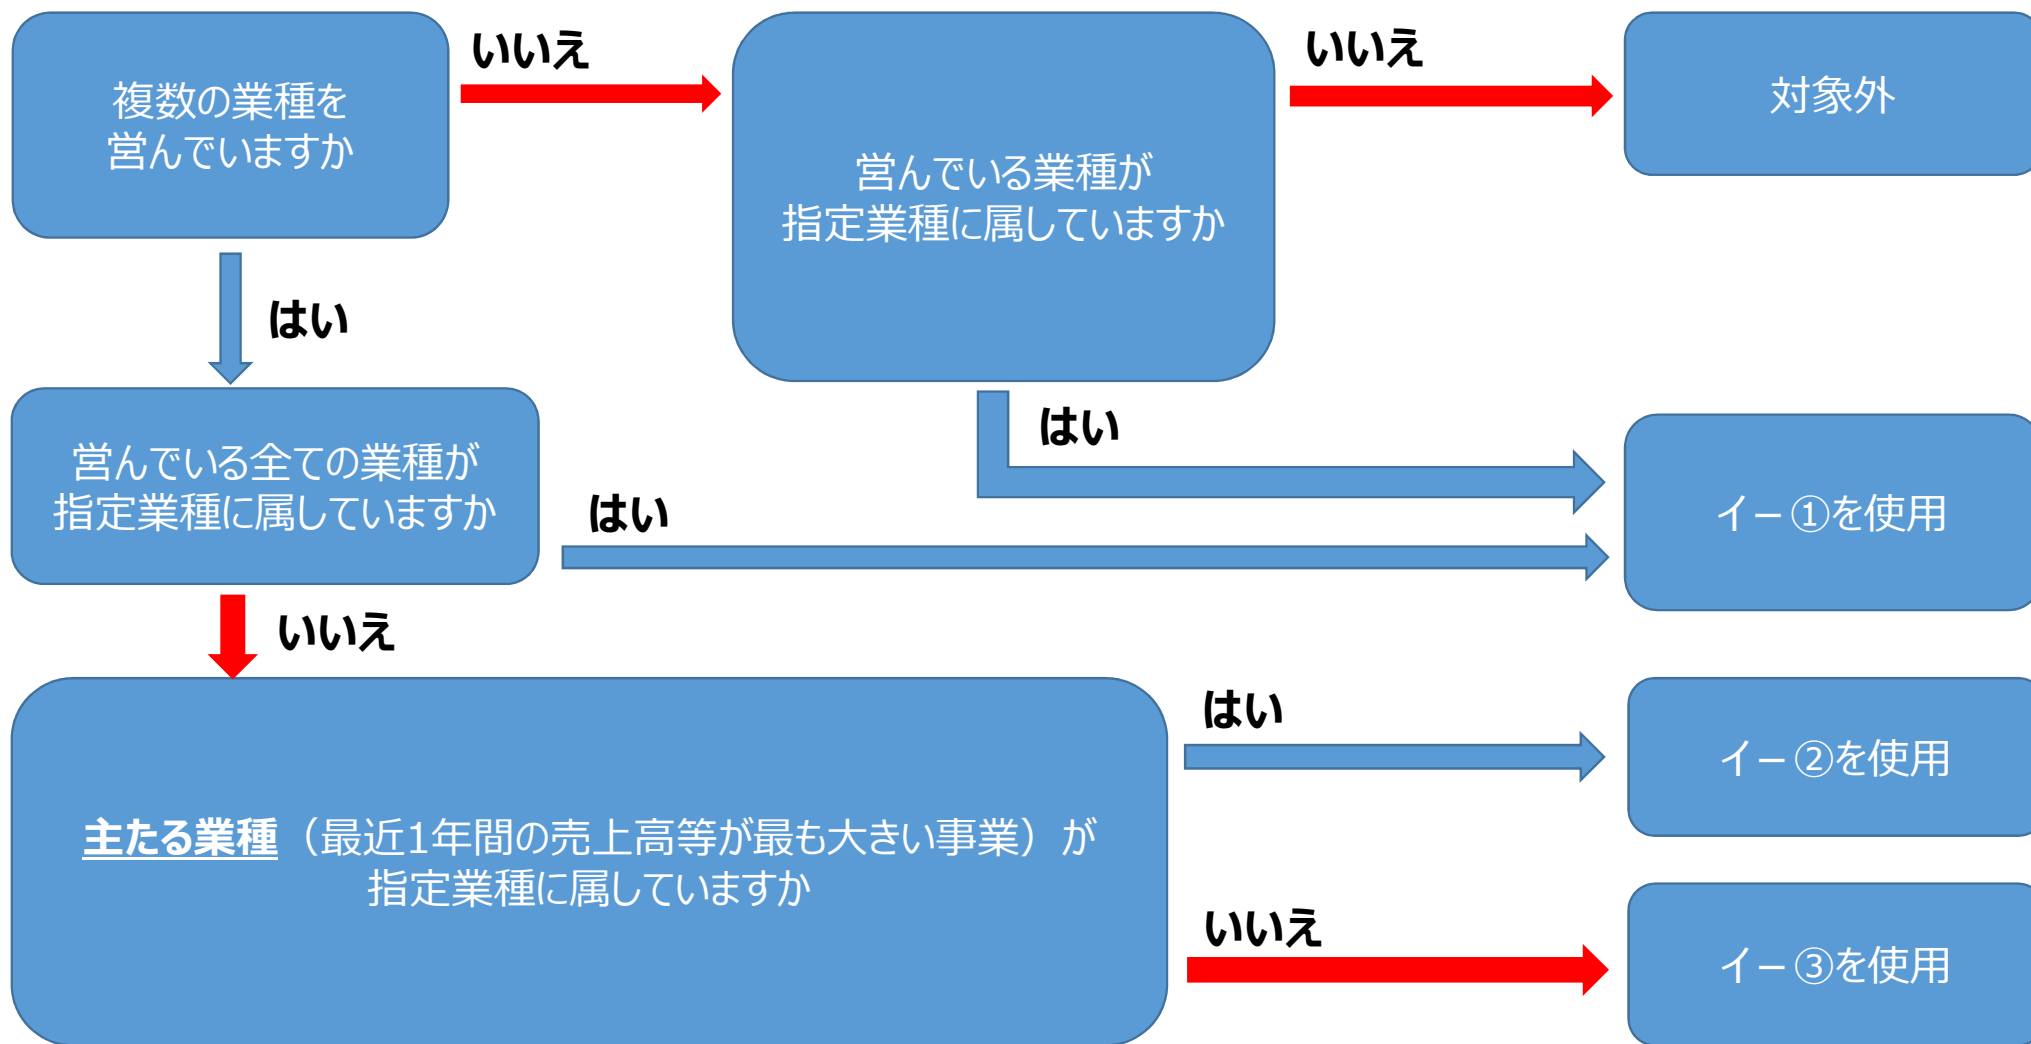 複数の業種を
営んでいますか
いいえ
営んでいる業種が
指定業種に属していますか
いいえ
対象外
はい
はい
営んでいる全ての業種が
指定業種に属していますか
はい
イー①を使用
いいえ
主たる業種（最近1年間の売上高等が最も大きい事業）が
指定業種に属していますか
はい
イー②を使用
いいえ
イー③を使用